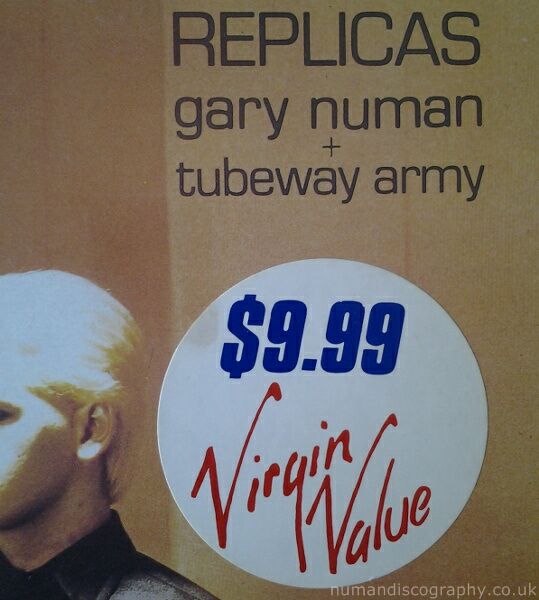 REPLICAS
gary numan
+
tubeway army
$9.99
Virgin
Value
numandiscography.co.uk